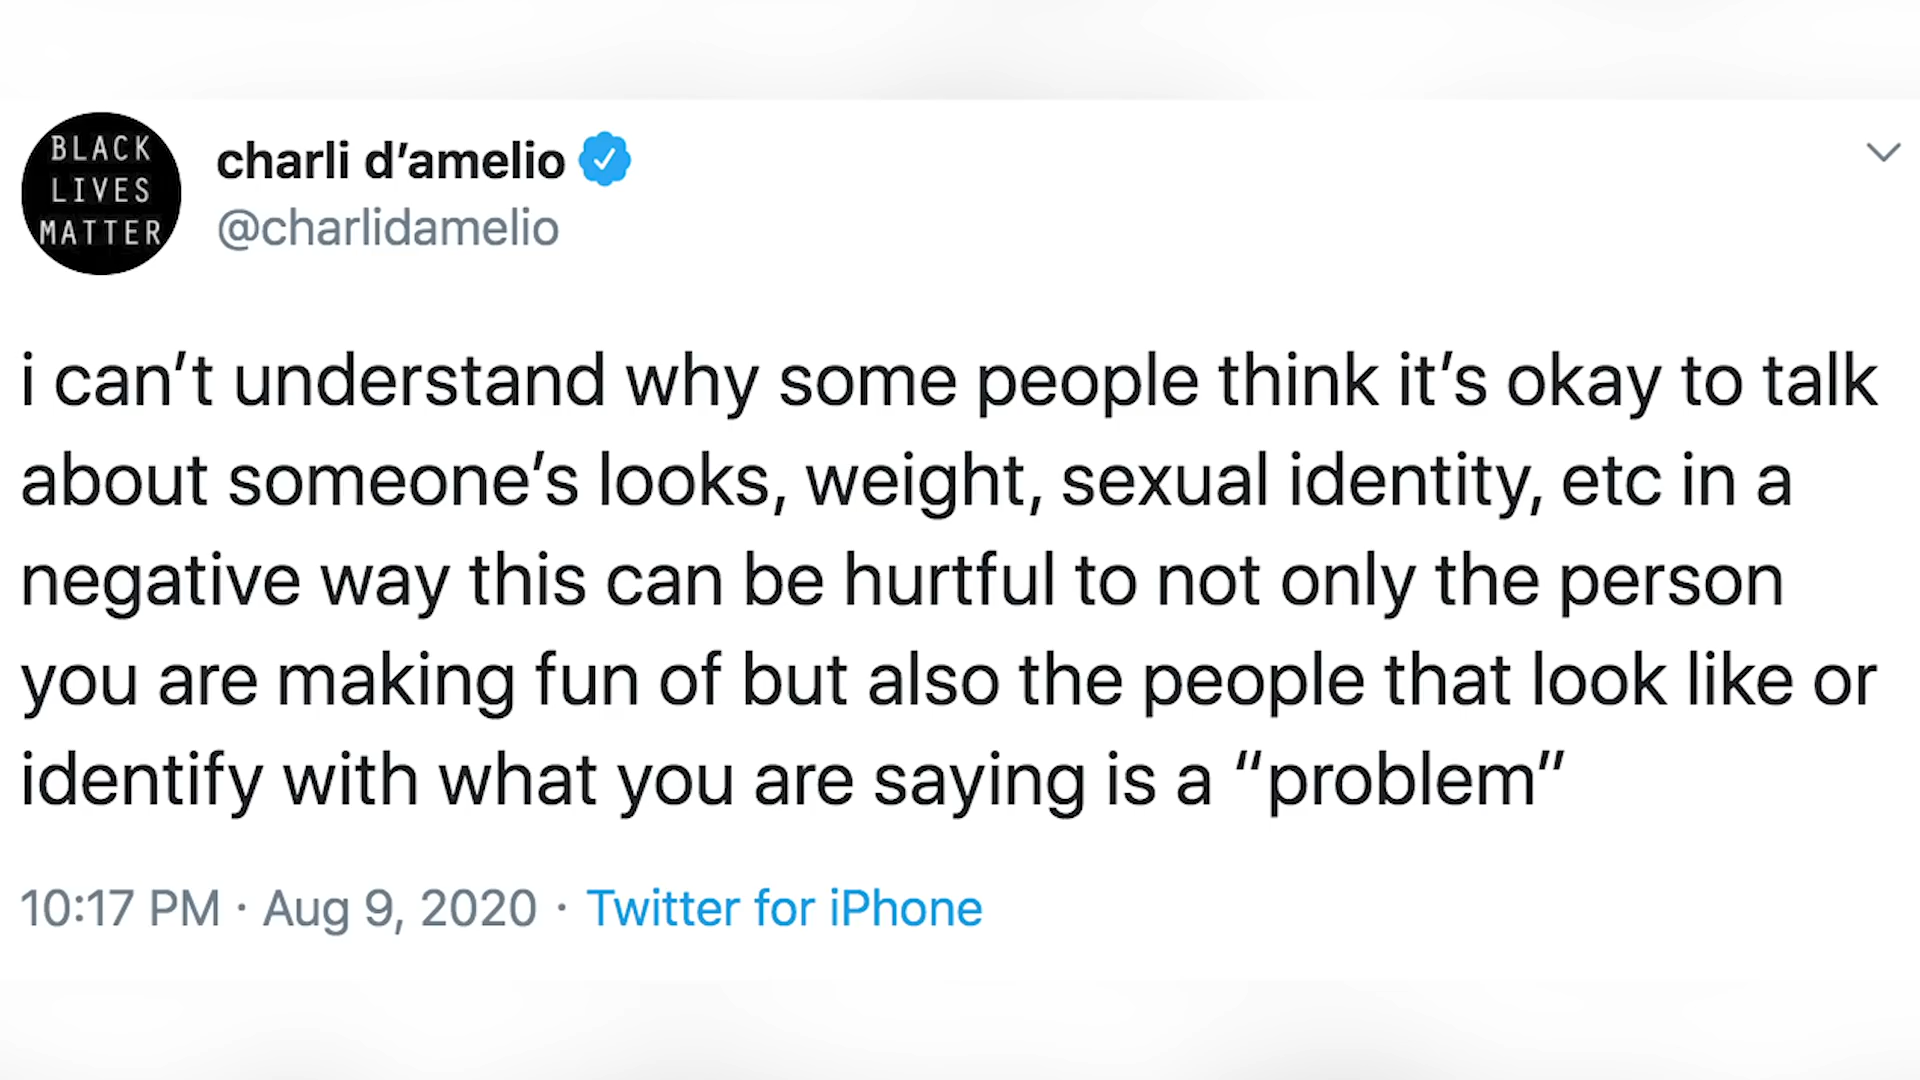 BLACK
LIVES
MATTER
charli d’amelio
@charlidamelio
i can’t understand why some people think it’s okay to talk
about someone’s looks, weight, sexual identity, etc in a
negative way this can be hurtful to not only the person
you are making fun of but also the people that look like or
identify with what you are saying is a “problem”
10:17 PM · Aug 9, 2020 · Twitter for iPhone